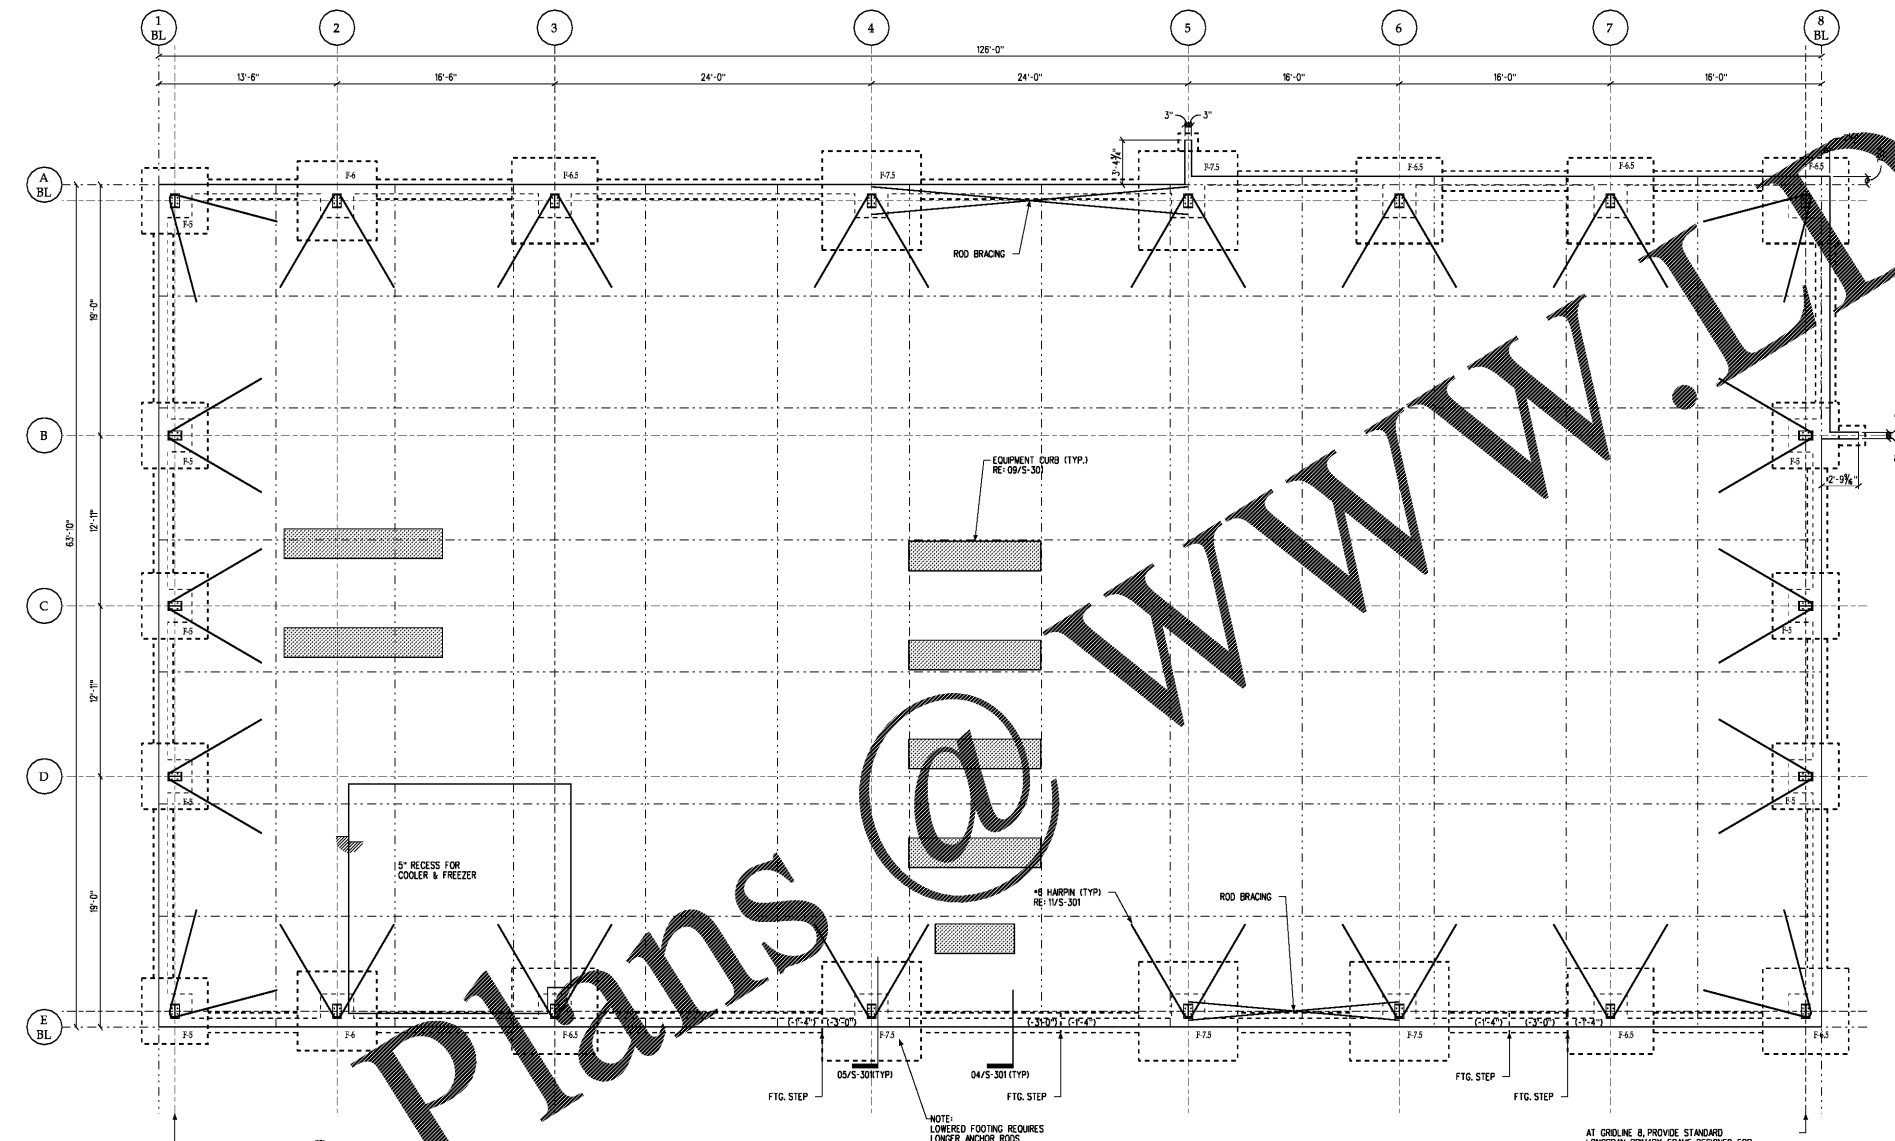 1 BL
2
3
4
5
6
7
8 BL
126'-0"
13'-6"
16'-6"
24'-0"
24'-0"
16'-0"
16'-0"
16'-0"
3"
3"
3'-4¾"
A BL
F-6
F-6.5
F-7.5
F-7.5
F-6.5
F-6.5
F-6.5
F-5
ROD BRACING
19'-0"
B
F-5
F-5
EQUIPMENT CURB (TYP.)
RE: 09/S-301
12'-11"
63'-10"
C
F-5
F-5
12'-11"
D
F-5
F-5
5" RECESS FOR
COOLER & FREEZER
19'-0"
#6 HAIRPIN (TYP)
RE: 11/S-301
ROD BRACING
E BL
(-1'-4")
(-3'-0")
(-3'-0")
(-1'-4")
(-1'-4")
(-3'-0")
(-1'-4")
F-5
F-6
F-6.5
F-7.5
F-7.5
F-7.5
F-6.5
F-6.5
05/S-301(TYP)
04/S-301 (TYP)
FTG. STEP
FTG. STEP
FTG. STEP
FTG. STEP
NOTE:
LOWERED FOOTING REQUIRES
LONGER ANCHOR RODS
AT GRIDLINE 8, PROVIDE STANDARD
Plans @ www.LD